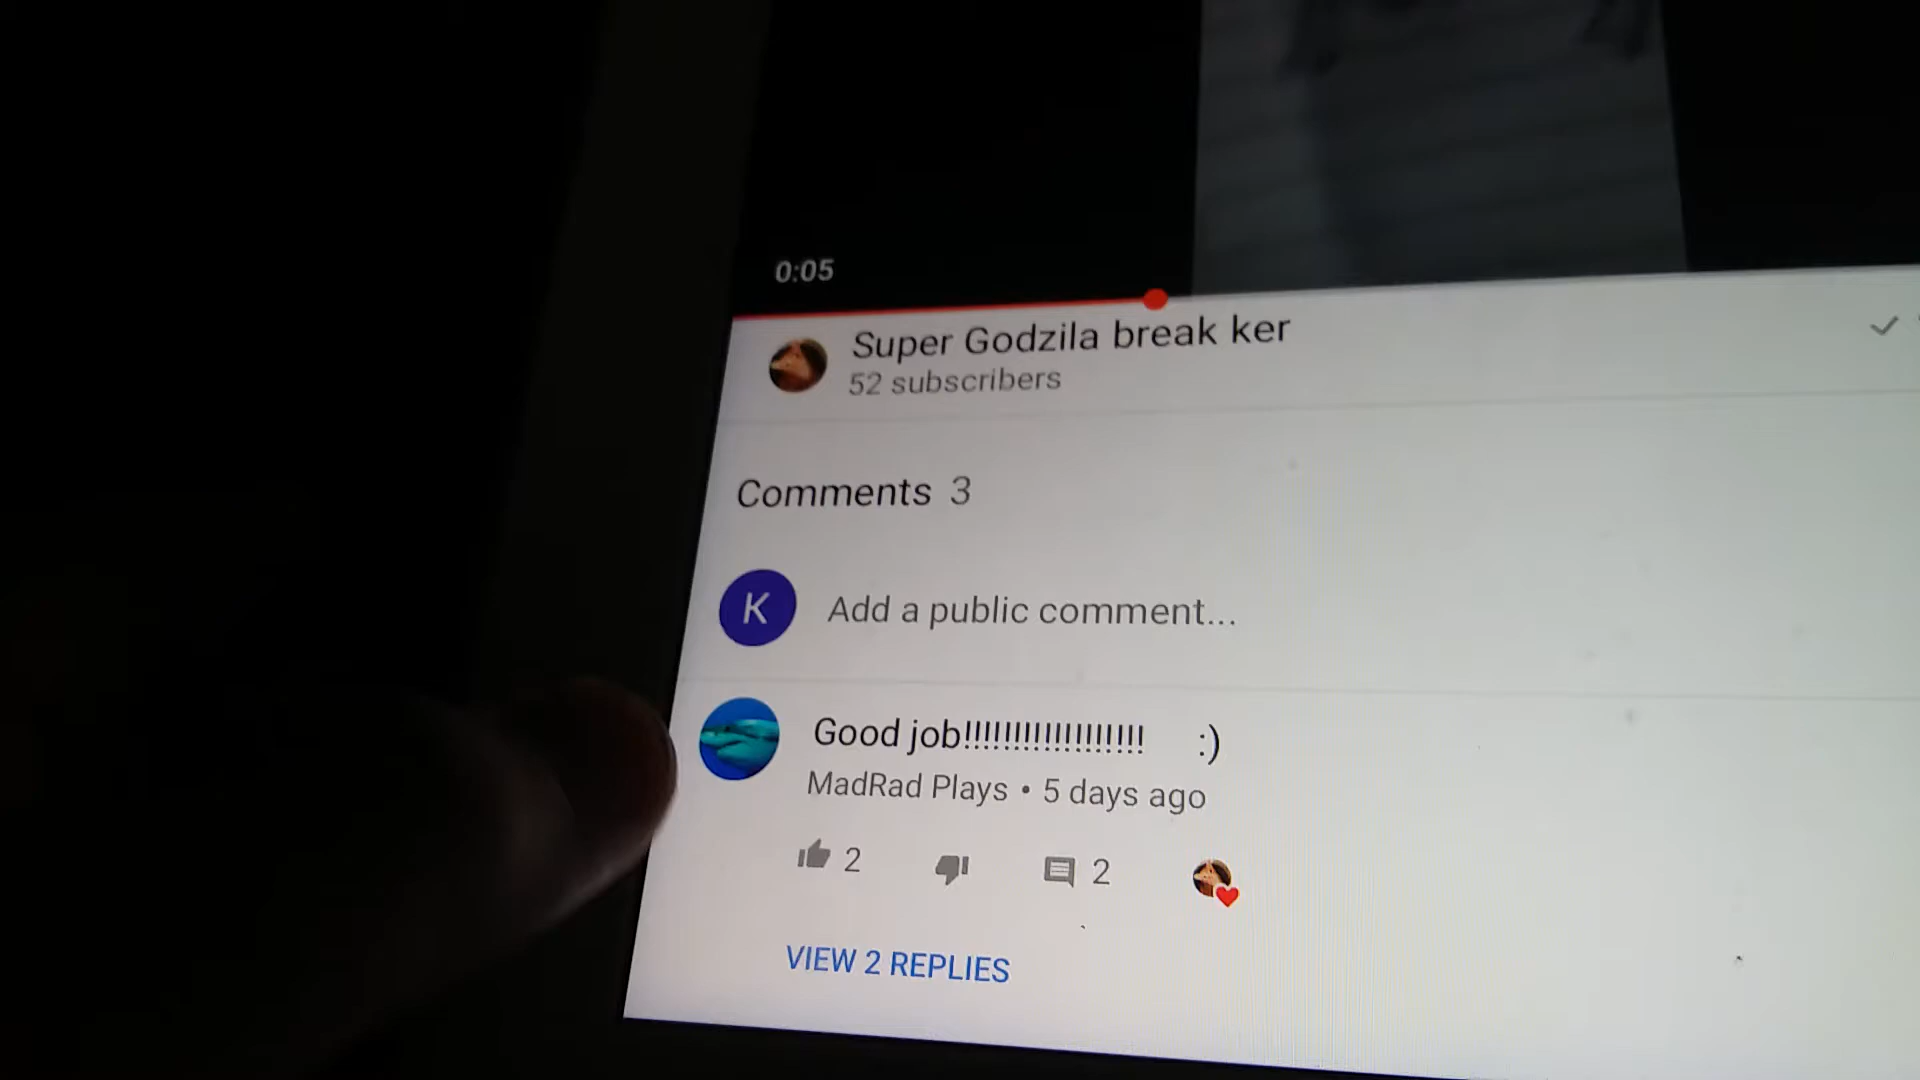 0:05
Super Godzila break ker
52 subscribers
Comments 3
K
Add a public comment...
Good job!!!!!!!!!!!!!!!!!!! :)
MadRad Plays • 5 days ago
2
2
VIEW 2 REPLIES